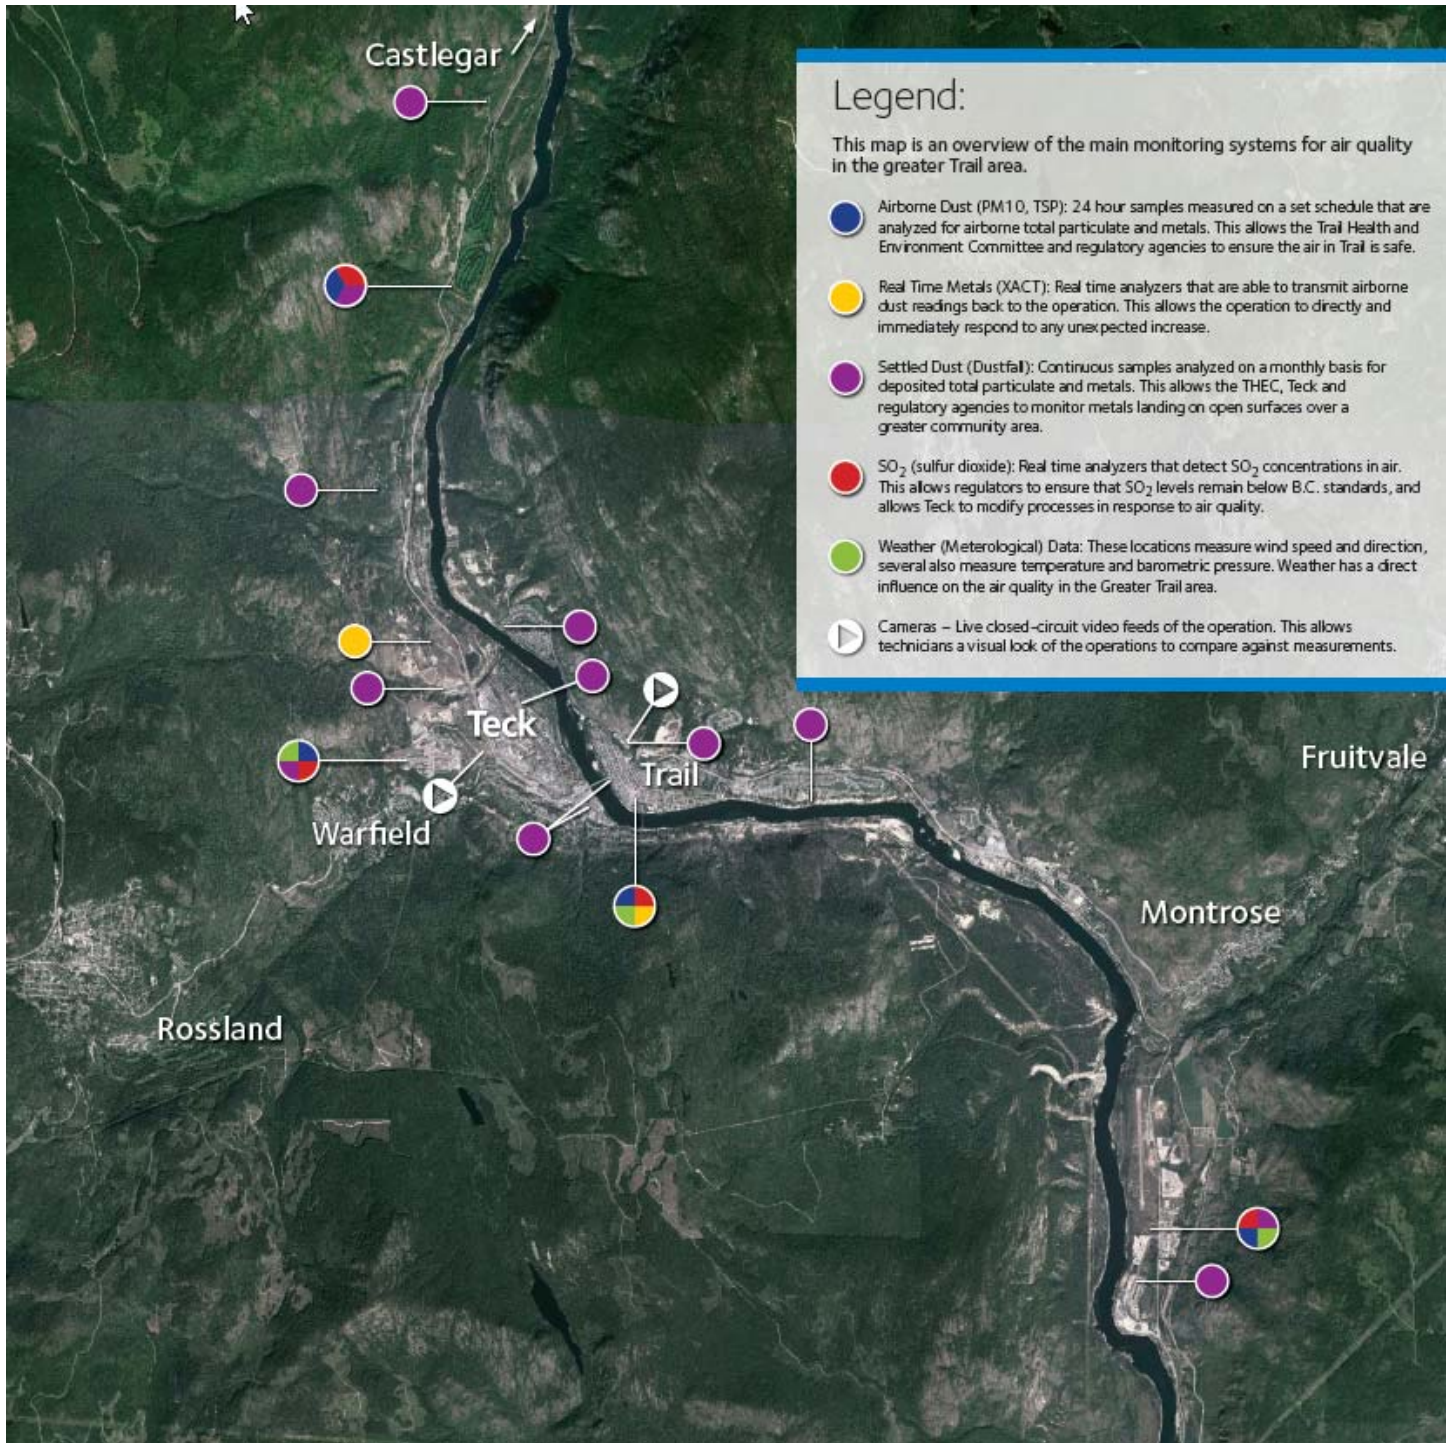 Castlegar
Legend:
This map is an overview of the main monitoring systems for air quality
in the greater Trail area.
Airborne Dust (PM10, TSP): 24 hour samples measured on a set schedule that are
analyzed for airborne total particulate and metals. This allows the Trail Health and
Environment Committee and regulatory agencies to ensure the air in Trail is safe.
Real Time Metals (XACT): Real time analyzers that are able to transmit airborne
dust readings back to the operation. This allows the operation to directly and
immediately respond to any unexpected increase.
Settled Dust (Dustfall): Continuous samples analyzed on a monthly basis for
deposited total particulate and metals. This allows the THEC, Teck and
regulatory agencies to monitor metals landing on open surfaces over a
greater community area.
SO2 (sulfur dioxide): Real time analyzers that detect SO2 concentrations in air.
This allows regulators to ensure that SO2 levels remain below B.C. standards, and
allows Teck to modify processes in response to air quality.
Weather (Meterological) Data: These locations measure wind speed and direction,
several also measure temperature and barometric pressure. Weather has a direct
influence on the air quality in the Greater Trail area.
Cameras – Live closed-circuit video feeds of the operation. This allows
technicians a visual look of the operations to compare against measurements.
Teck
Trail
Fruitvale
Warfield
Montrose
Rossland